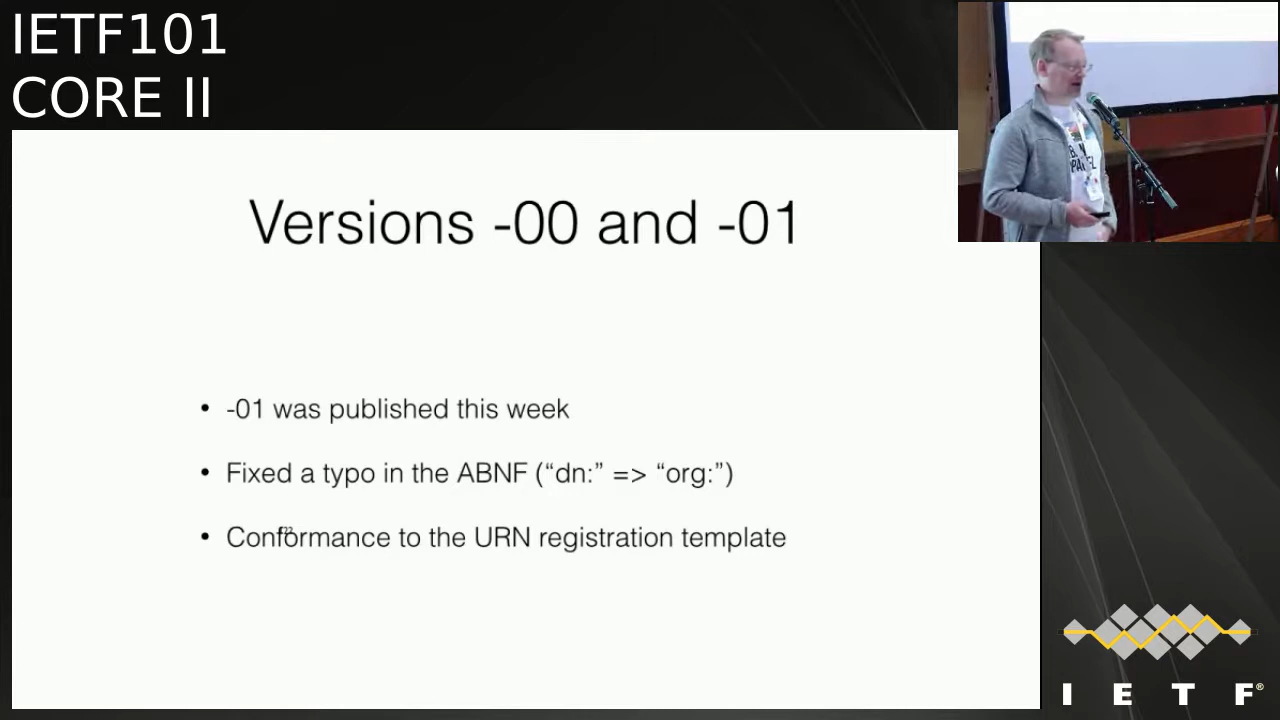 IETF101
CORE II
Versions -00 and -01
• -01 was published this week
• Fixed a typo in the ABNF (“dn:” => “org:”)
• Conformance to the URN registration template
I E T F®